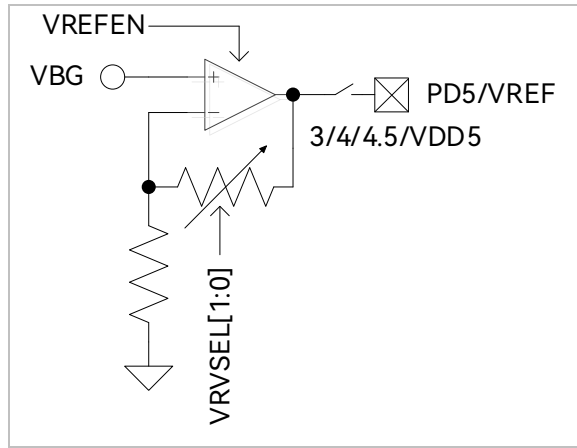 VREFEN
VBG
+
−
PD5/VREF
3/4/4.5/VDD5
VRVSEL[1:0]